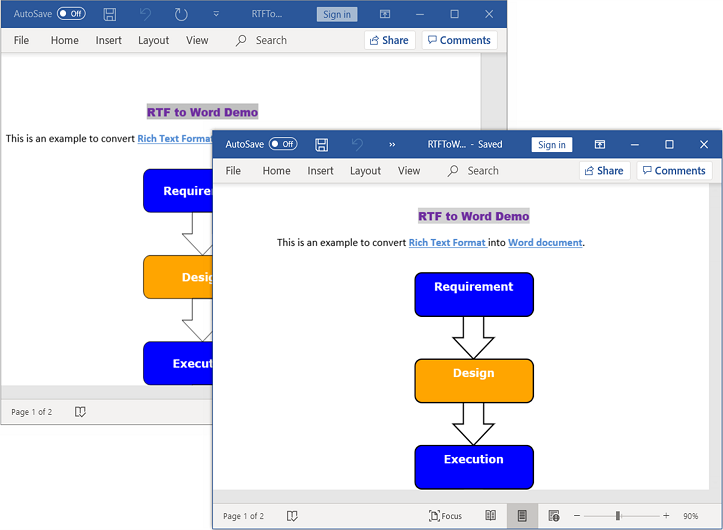 AutoSave Off RTFTo... Sign in
File Home Insert Layout View Search Share Comments
RTF to Word Demo
This is an example to convert Rich Text Format
Design
Page 1 of 2
AutoSave Off RTFToW... - Saved Sign in
File Home Insert Layout View Search Share Comments
RTF to Word Demo
This is an example to convert Rich Text Format into Word document.
Requirement
Design
Execution
Page 1 of 2 Focus 90%